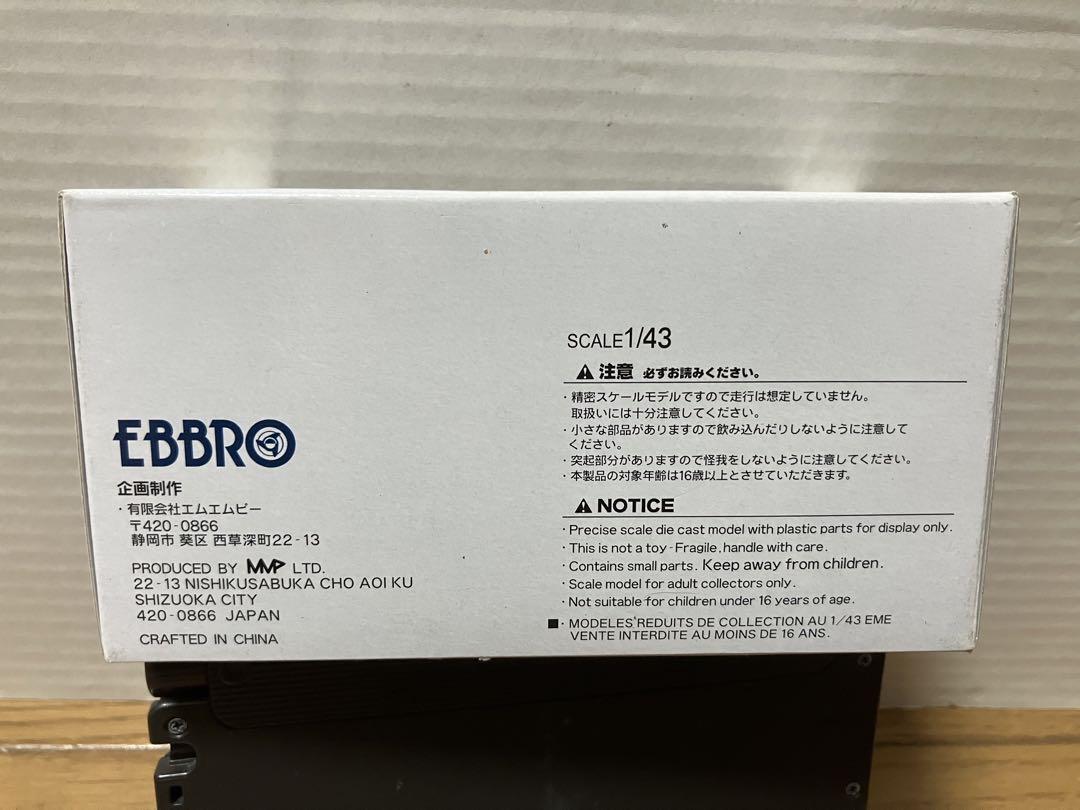 EBBRO
企画制作
・有限会社エムエムピー
〒420-0866
静岡市 葵区 西草深町22-13
PRODUCED BY MMP LTD.
22-13 NISHIKUSABUKA CHO AOI KU
SHIZUOKA CITY
420-0866 JAPAN
CRAFTED IN CHINA
SCALE1/43
⚠ 注意 必ずお読みください。
・精密スケールモデルですので走行は想定していません。
取扱いには十分注意してください。
・小さな部品がありますので飲み込んだりしないように注意して
ください。
・突起部分がありますので怪我をしないように注意してください。
・本製品の対象年齢は16歳以上とさせていただきます。
⚠ NOTICE
・Precise scale die cast model with plastic parts for display only.
・This is not a toy-Fragile, handle with care.
・Contains small parts. Keep away from children.
・Scale model for adult collectors only.
・Not suitable for children under 16 years of age.
■・MODELES'REDUITS DE COLLECTION AU 1/43 EME
VENTE INTERDITE AU MOINS DE 16 ANS.